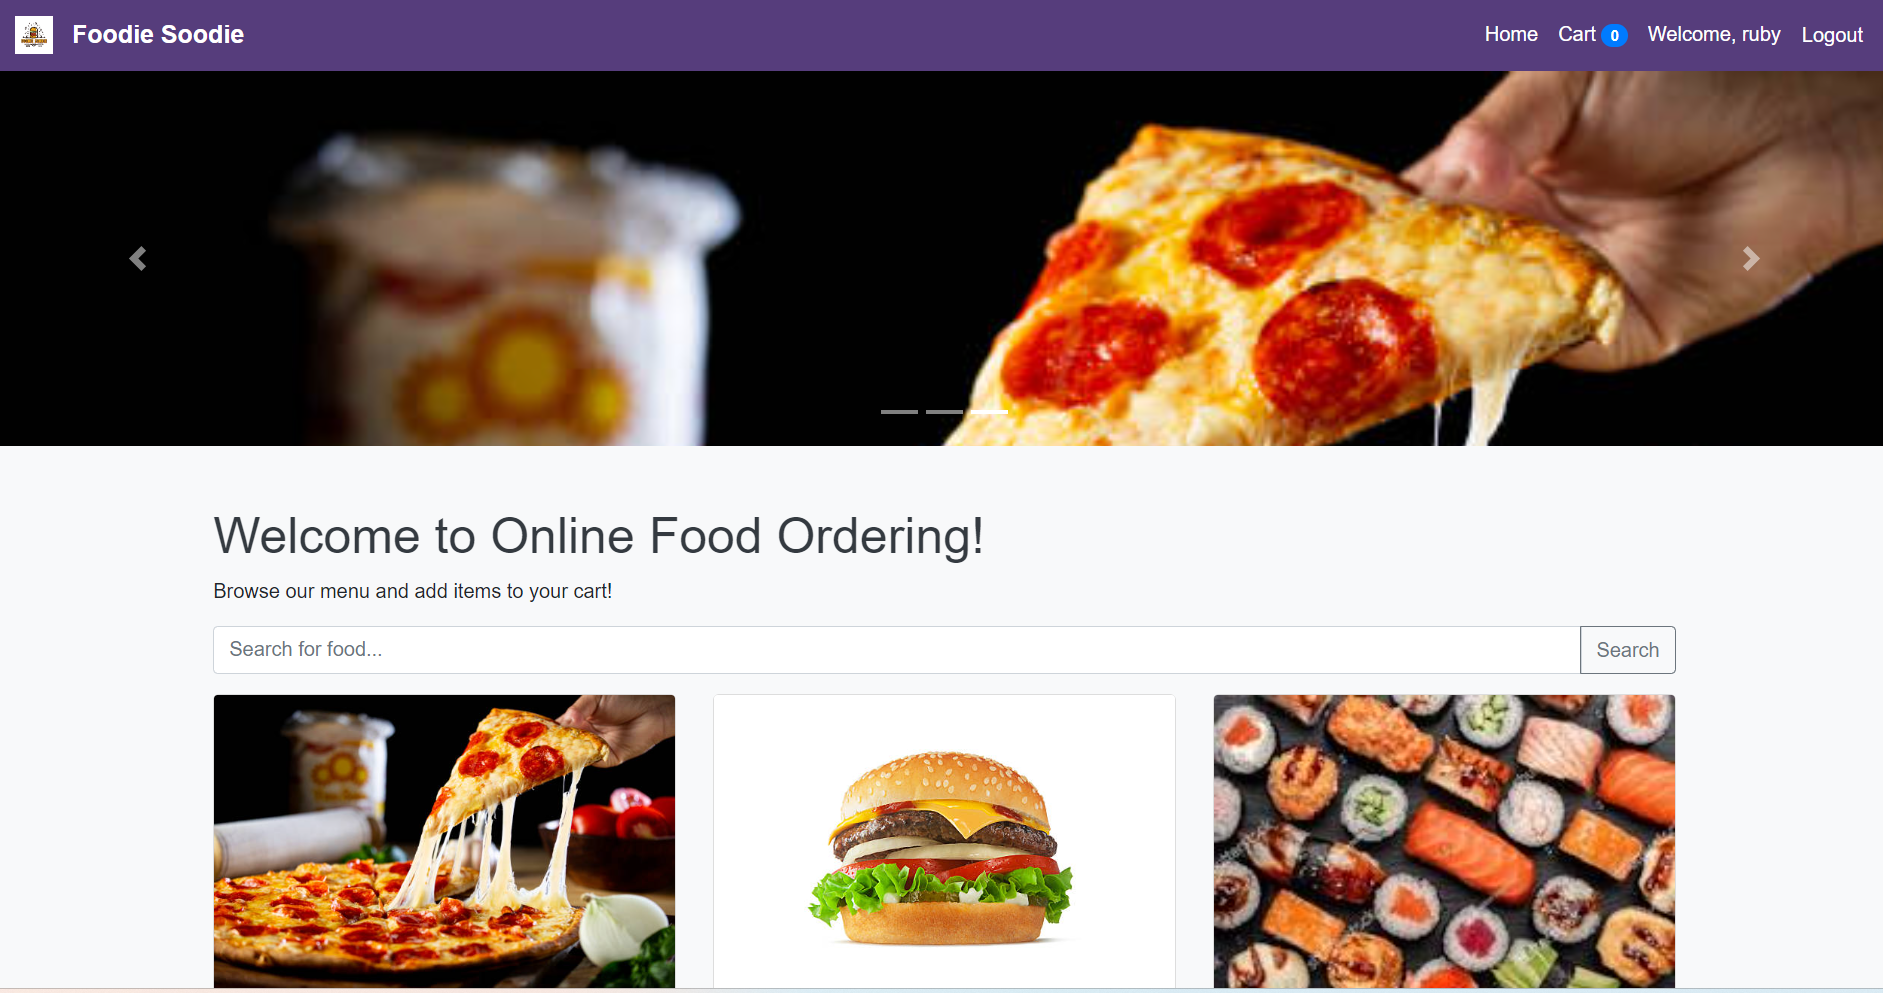 Foodie Soodie
Home Cart 0 Welcome, ruby Logout
Welcome to Online Food Ordering!
Browse our menu and add items to your cart!
Search for food... Search